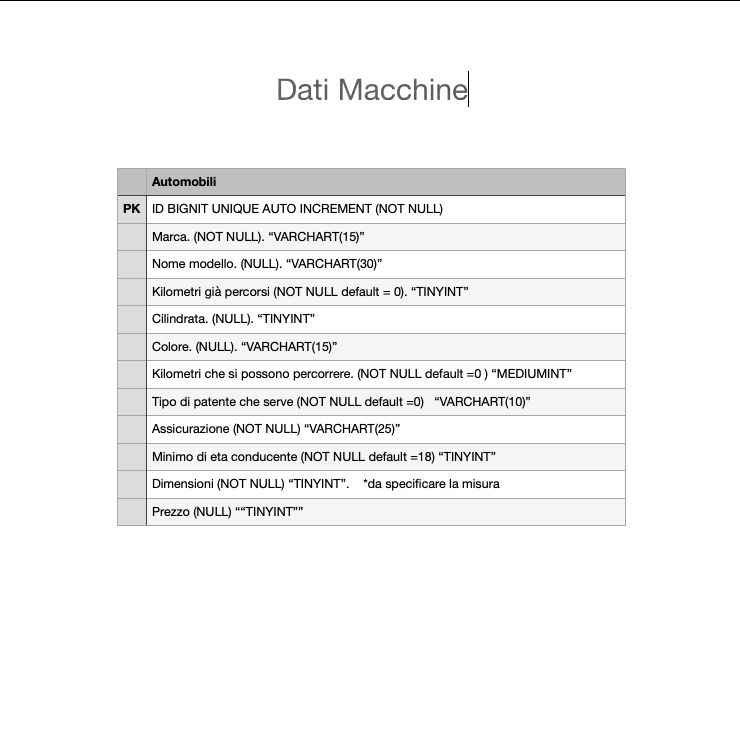 Dati Macchine
Automobili
PK ID BIGNIT UNIQUE AUTO INCREMENT (NOT NULL)
Marca. (NOT NULL). “VARCHART(15)”
Nome modello. (NULL). “VARCHART(30)”
Kilometri già percorsi (NOT NULL default = 0). “TINYINT”
Cilindrata. (NULL). “TINYINT”
Colore. (NULL). “VARCHART(15)”
Kilometri che si possono percorrere. (NOT NULL default =0 ) “MEDIUMINT”
Tipo di patente che serve (NOT NULL default =0) “VARCHART(10)”
Assicurazione (NOT NULL) “VARCHART(25)”
Minimo di eta conducente (NOT NULL default =18) “TINYINT”
Dimensioni (NOT NULL) “TINYINT”. *da specificare la misura
Prezzo (NULL) ““TINYINT””